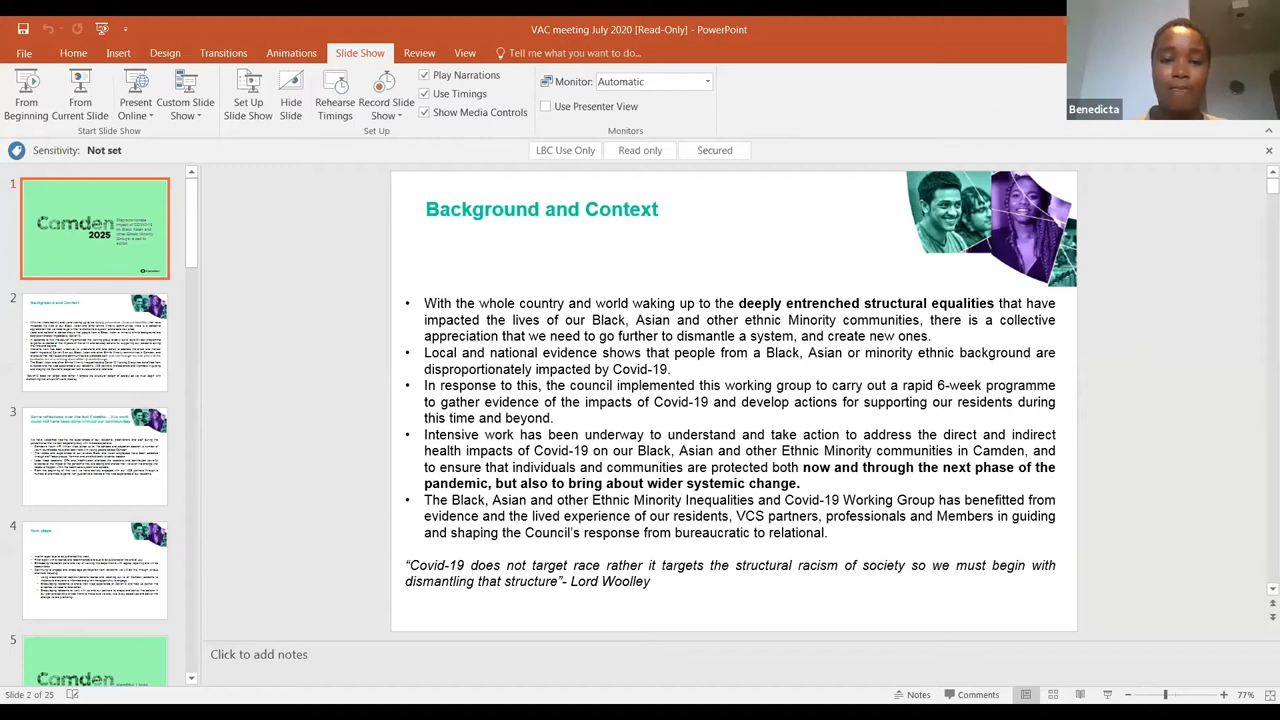 VAC meeting July 2020 [Read-Only] - PowerPoint
File Home Insert Design Transitions Animations Slide Show Review View Tell me what you want to do...
From Beginning
From Current Slide
Present Online
Custom Slide Show
Start Slide Show
Set Up Slide Show
Hide Slide
Rehearse Timings
Record Slide Show
Play Narrations
Use Timings
Show Media Controls
Set Up
Monitor: Automatic
Use Presenter View
Monitors
Benedicta
Sensitivity: Not set
LBC Use Only Read only Secured
1
Camden
2025
Camden
2
Background and Context
3
4
5
Camden
Background and Context
• With the whole country and world waking up to the deeply entrenched structural equalities that have
impacted the lives of our Black, Asian and other ethnic Minority communities, there is a collective
appreciation that we need to go further to dismantle a system, and create new ones.
• Local and national evidence shows that people from a Black, Asian or minority ethnic background are
disproportionately impacted by Covid-19.
• In response to this, the council implemented this working group to carry out a rapid 6-week programme
to gather evidence of the impacts of Covid-19 and develop actions for supporting our residents during
this time and beyond.
• Intensive work has been underway to understand and take action to address the direct and indirect
health impacts of Covid-19 on our Black, Asian and other Ethnic Minority communities in Camden, and
to ensure that individuals and communities are protected both now and through the next phase of the
pandemic, but also to bring about wider systemic change.
• The Black, Asian and other Ethnic Minority Inequalities and Covid-19 Working Group has benefitted from
evidence and the lived experience of our residents, VCS partners, professionals and Members in guiding
and shaping the Council's response from bureaucratic to relational.
"Covid-19 does not target race rather it targets the structural racism of society so we must begin with
dismantling that structure"- Lord Woolley
Click to add notes
Slide 2 of 25
Notes Comments 77%